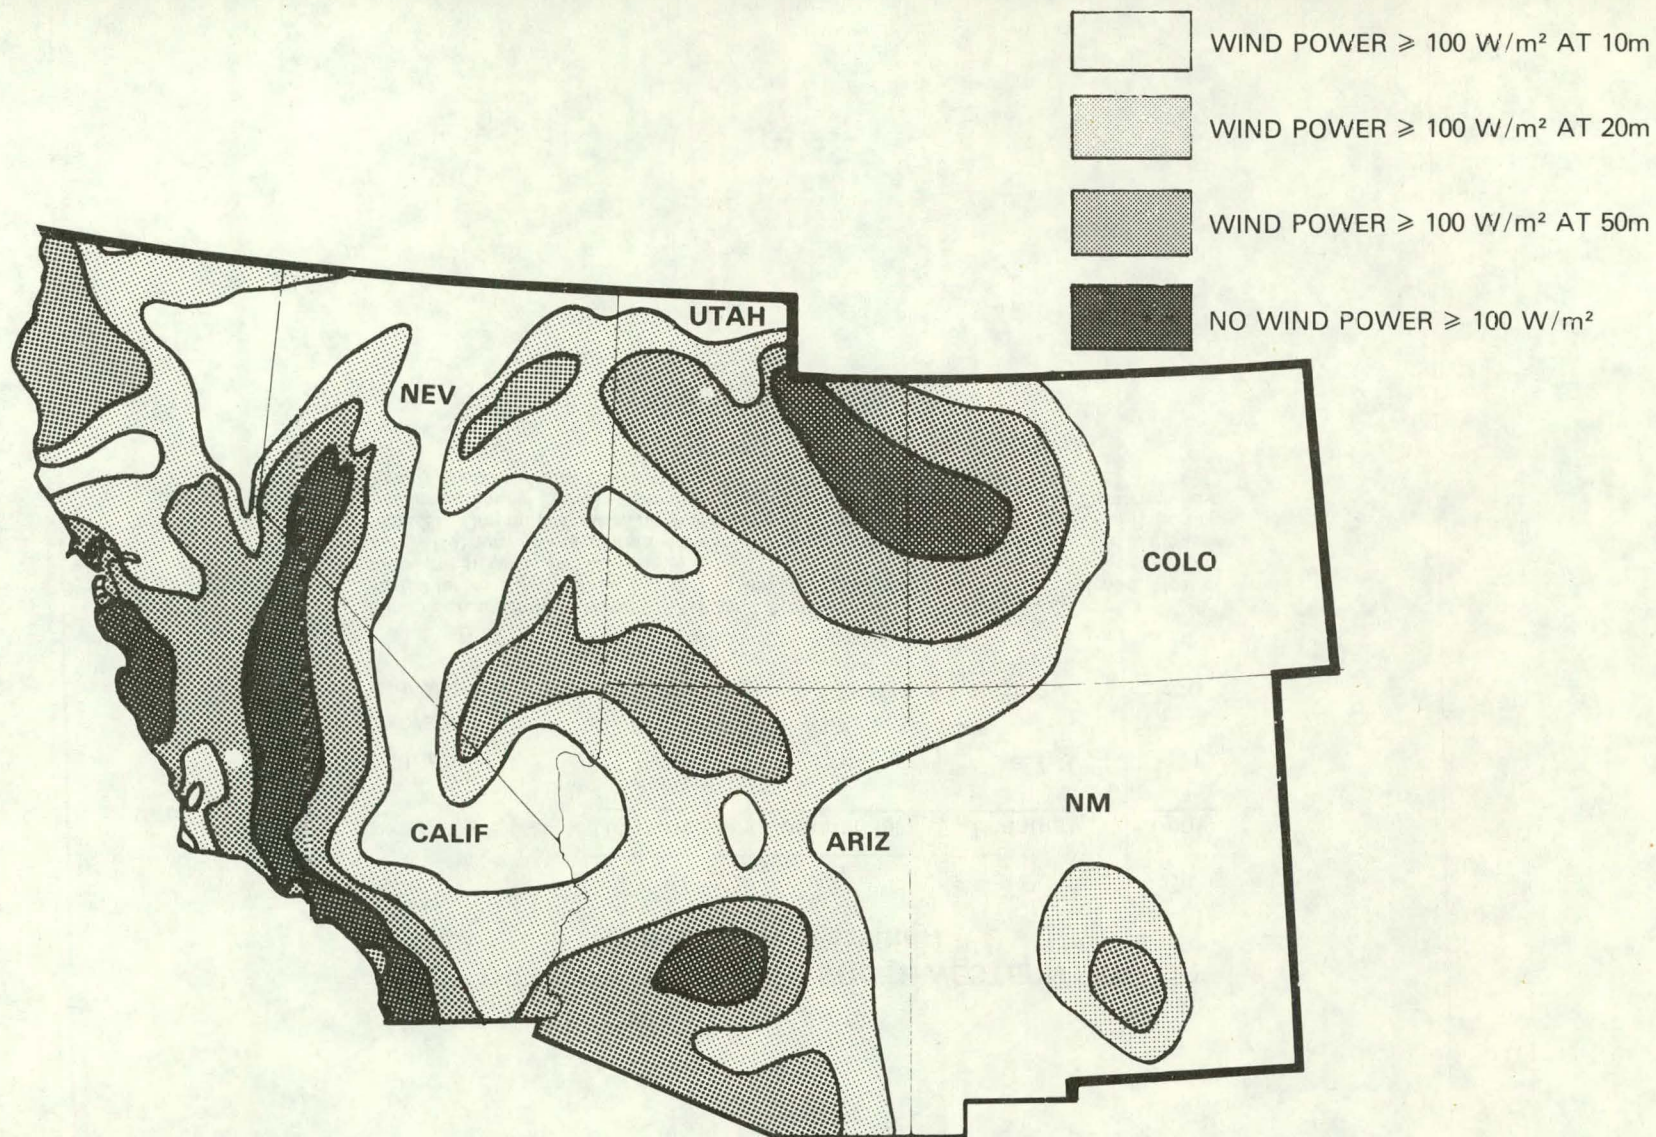 WIND POWER ⩾ 100 W/m² AT 10m
WIND POWER ⩾ 100 W/m² AT 20m
WIND POWER ⩾ 100 W/m² AT 50m
NO WIND POWER ⩾ 100 W/m²
UTAH
NEV
COLO
CALIF
ARIZ
NM